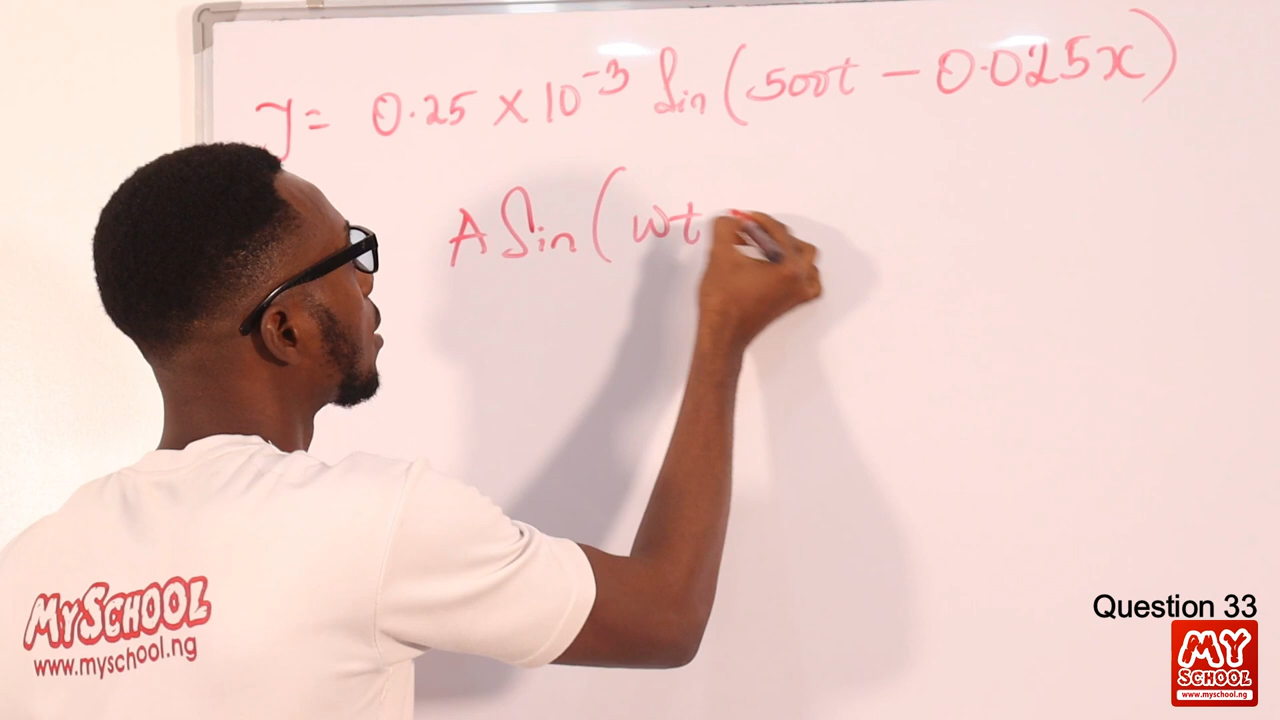 y = 0.25 × 10⁻³ Sin (500t − 0.025x)
A Sin ( wt
MYSCHOOL
www.myschool.ng
Question 33
MY
SCHOOL
www.myschool.ng